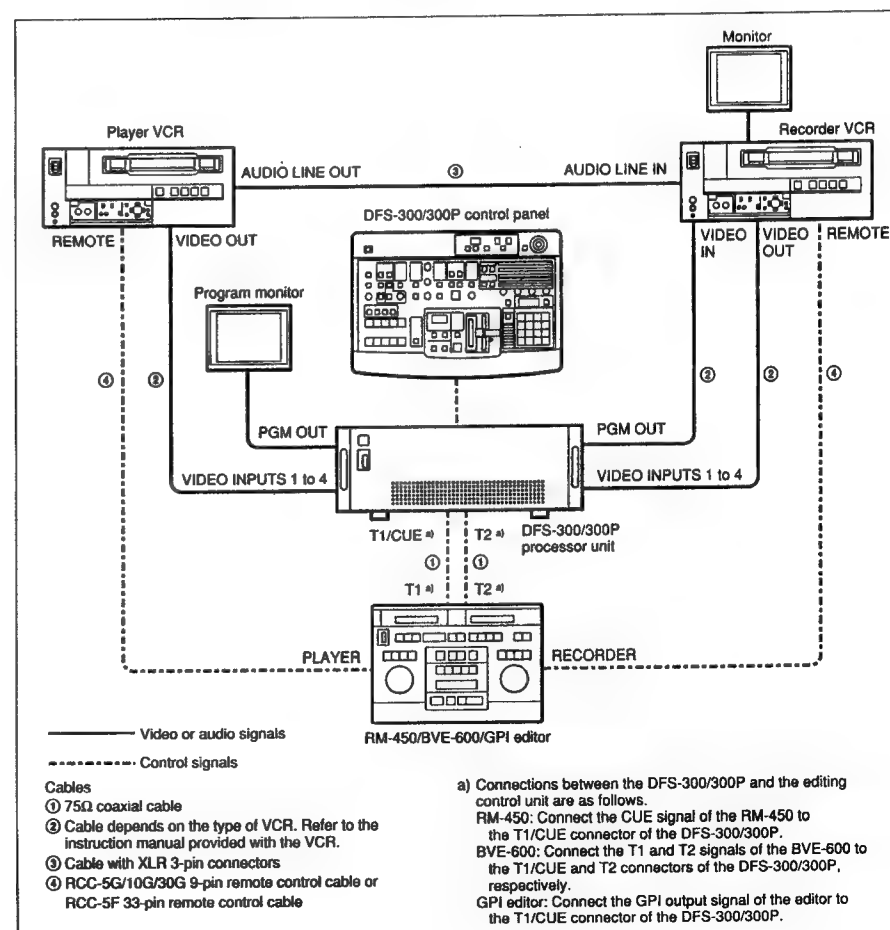 Monitor
Player VCR
Recorder VCR
AUDIO LINE OUT
③
AUDIO LINE IN
DFS-300/300P control panel
REMOTE
VIDEO OUT
VIDEO IN
VIDEO OUT
REMOTE
Program monitor
④
②
②
②
④
PGM OUT
PGM OUT
VIDEO INPUTS 1 to 4
VIDEO INPUTS 1 to 4
T1/CUE a)
T2 a)
DFS-300/300P
processor unit
①
①
T1 a)
T2 a)
PLAYER
RECORDER
RM-450/BVE-600/GPI editor
Video or audio signals
Control signals
Cables
① 75Ω coaxial cable
② Cable depends on the type of VCR. Refer to the
instruction manual provided with the VCR.
③ Cable with XLR 3-pin connectors
④ RCC-5G/10G/30G 9-pin remote control cable or
RCC-5F 33-pin remote control cable
a) Connections between the DFS-300/300P and the editing
control unit are as follows.
RM-450: Connect the CUE signal of the RM-450 to
the T1/CUE connector of the DFS-300/300P.
BVE-600: Connect the T1 and T2 signals of the BVE-600 to
the T1/CUE and T2 connectors of the DFS-300/300P,
respectively.
GPI editor: Connect the GPI output signal of the editor to
the T1/CUE connector of the DFS-300/300P.